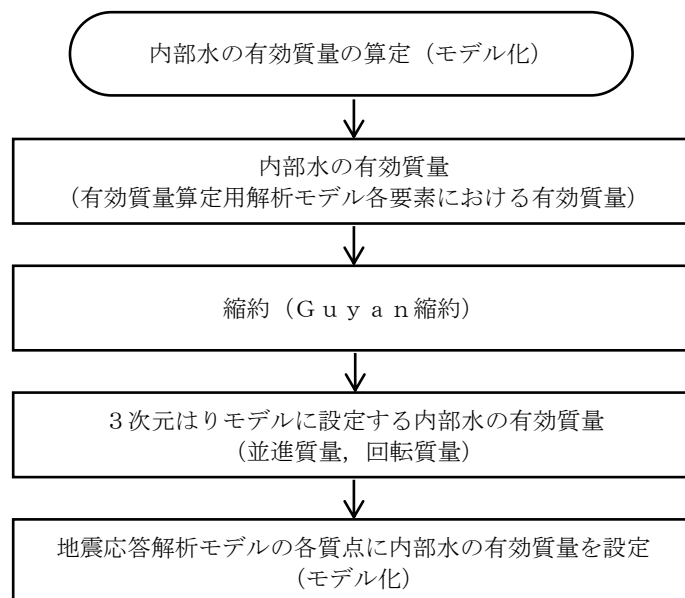 内部水の有効質量の算定（モデル化）
内部水の有効質量
（有効質量算定用解析モデル各要素における有効質量）
縮約（Ｇｕｙａｎ縮約）
３次元はりモデルに設定する内部水の有効質量
（並進質量，回転質量）
地震応答解析モデルの各質点に内部水の有効質量を設定
（モデル化）